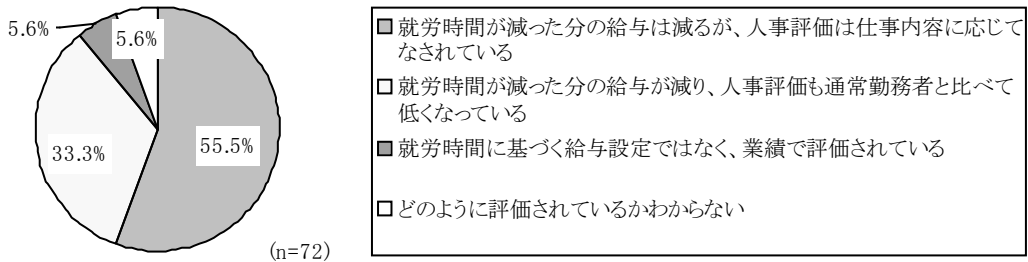 5.6%
5.6%
33.3%
55.5%
(n=72)
就労時間が減った分の給与は減るが、人事評価は仕事内容に応じて
なされている
就労時間が減った分の給与が減り、人事評価も通常勤務者と比べて
低くなっている
就労時間に基づく給与設定ではなく、業績で評価されている
どのように評価されているかわからない